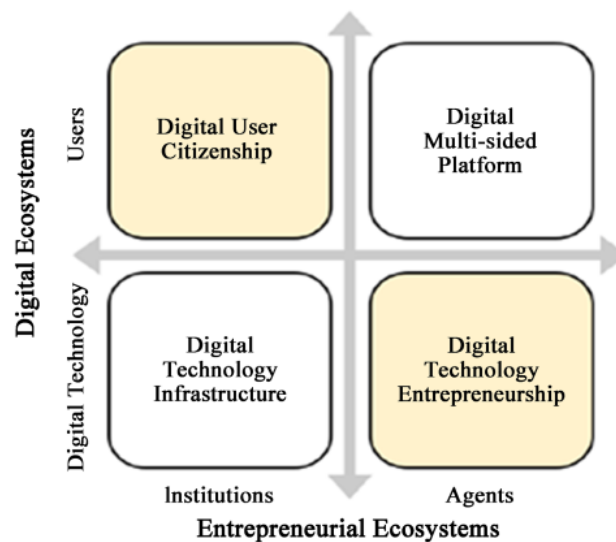 Digital Ecosystems
Users
Digital User
Citizenship
Digital
Multi-sided
Platform
Digital Technology
Digital
Technology
Infrastructure
Digital
Technology
Entrepreneurship
Institutions
Agents
Entrepreneurial Ecosystems